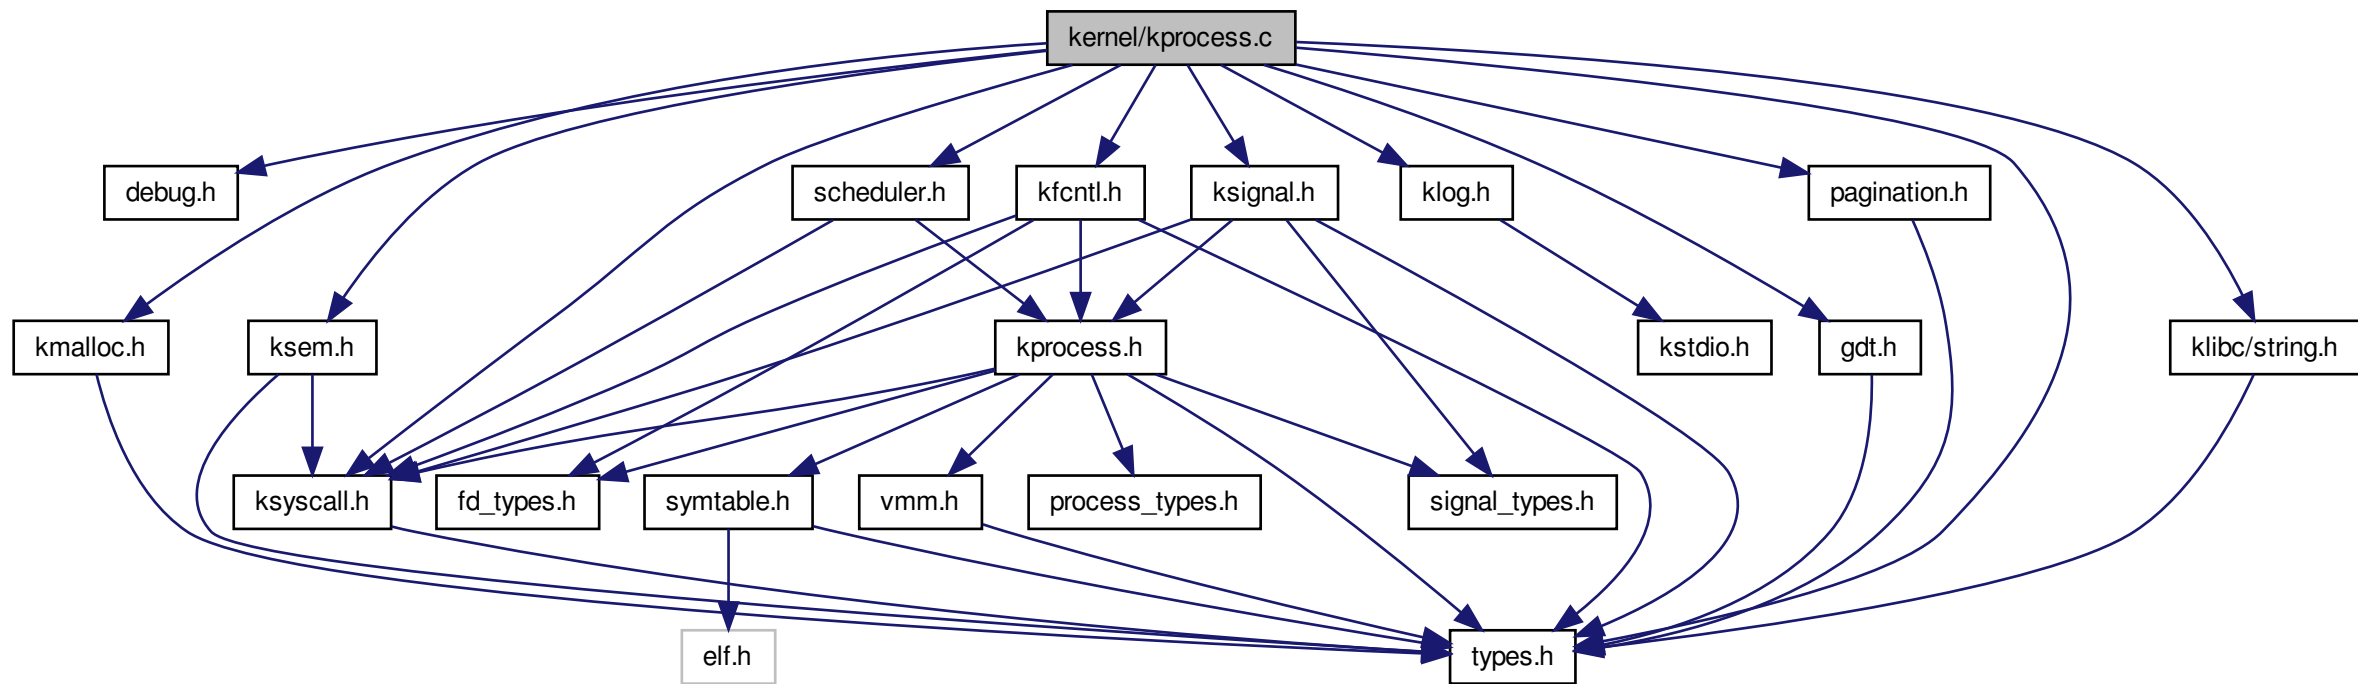 kernel/kprocess.c
debug.h
scheduler.h
kfcntl.h
ksignal.h
klog.h
pagination.h
kmalloc.h
ksem.h
kprocess.h
kstdio.h
gdt.h
klibc/string.h
ksyscall.h
fd_types.h
symtable.h
vmm.h
process_types.h
signal_types.h
elf.h
types.h